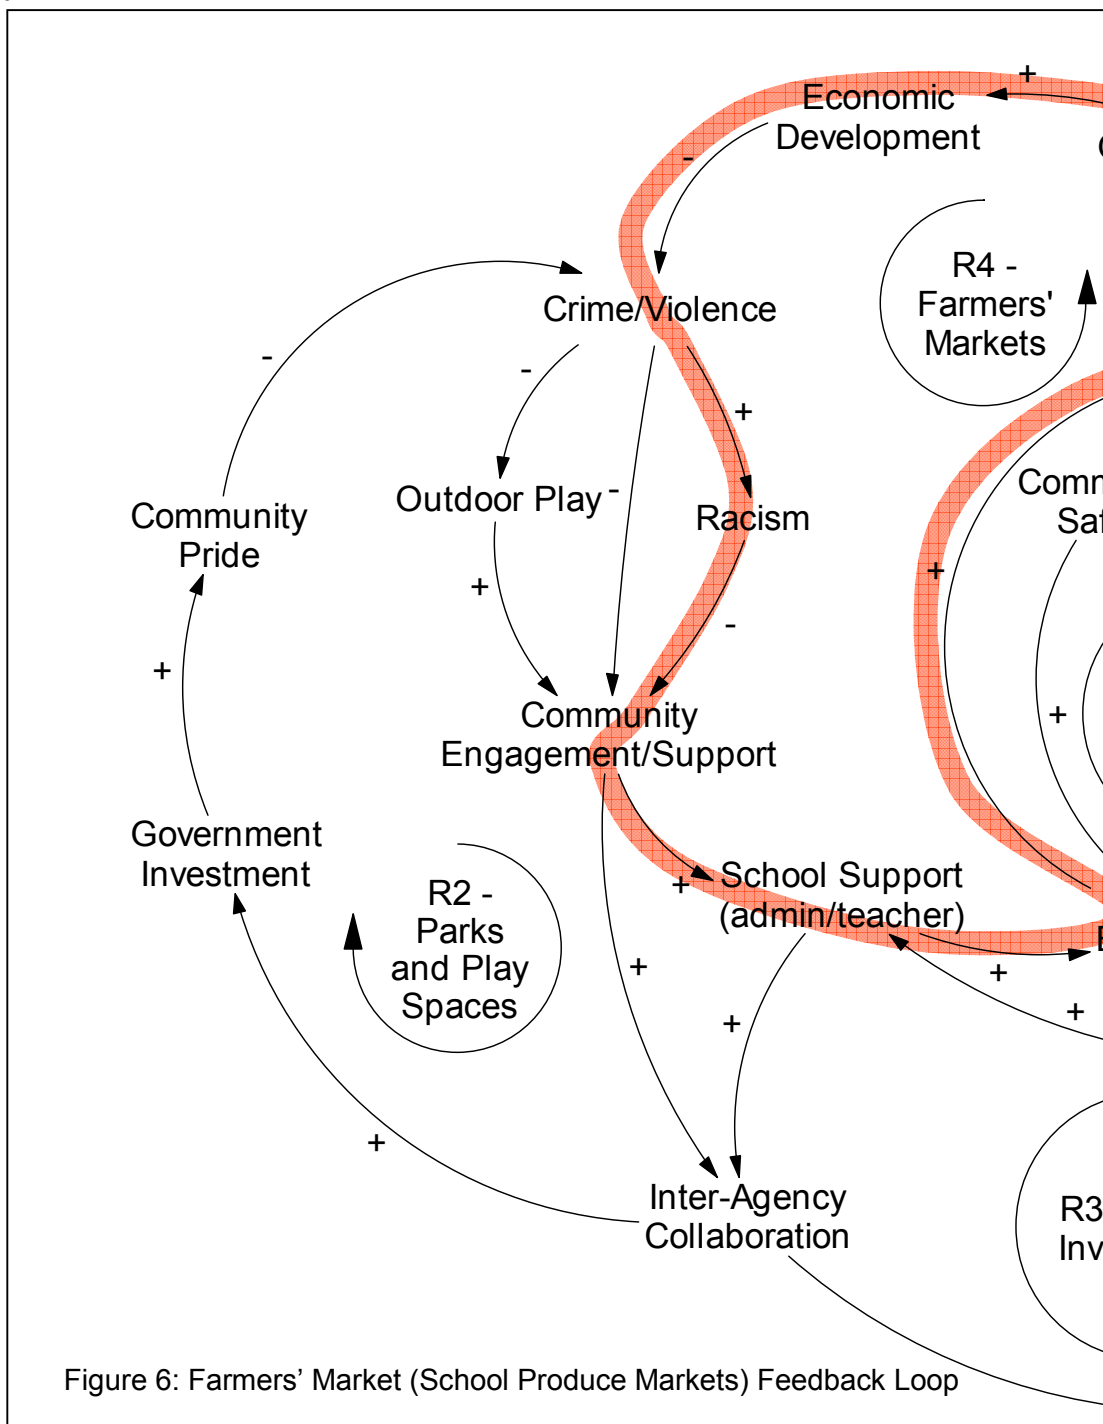 +
Economic
Development
-
R4 -
Farmers'
Markets
Crime/Violence
-
-
+
Outdoor Play
-
Racism
Community
Pride
+
+
-
+
+
Community
Engagement/Support
Government
Investment
School Support
(admin/teacher)
+
R2 -
Parks
and Play
Spaces
+
+
+
+
+
Inter-Agency
Collaboration
R3
Figure 6: Farmers’ Market (School Produce Markets) Feedback Loop